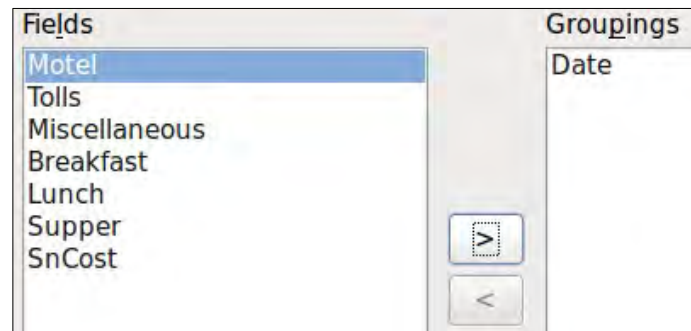 Fields
Motel
Tolls
Miscellaneous
Breakfast
Lunch
Supper
SnCost
>
<
Groupings
Date